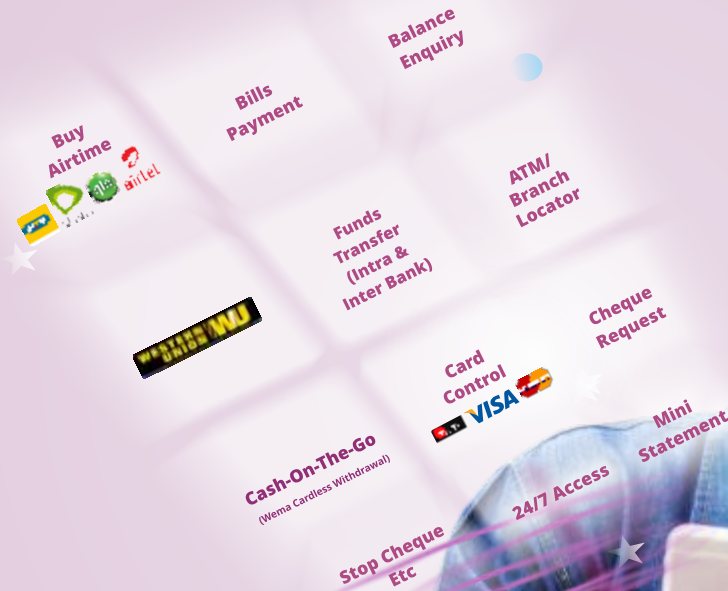 Balance
Enquiry
Bills
Payment
Buy
Airtime
airtel
ATM/
Branch
Locator
Funds
Transfer
(Intra &
Inter Bank)
WESTERN
UNION WU
Cheque
Request
Card
Control
VISA
Mini
Statement
Cash-On-The-Go
(Wema Cardless Withdrawal)
24/7 Access
Stop Cheque
Etc